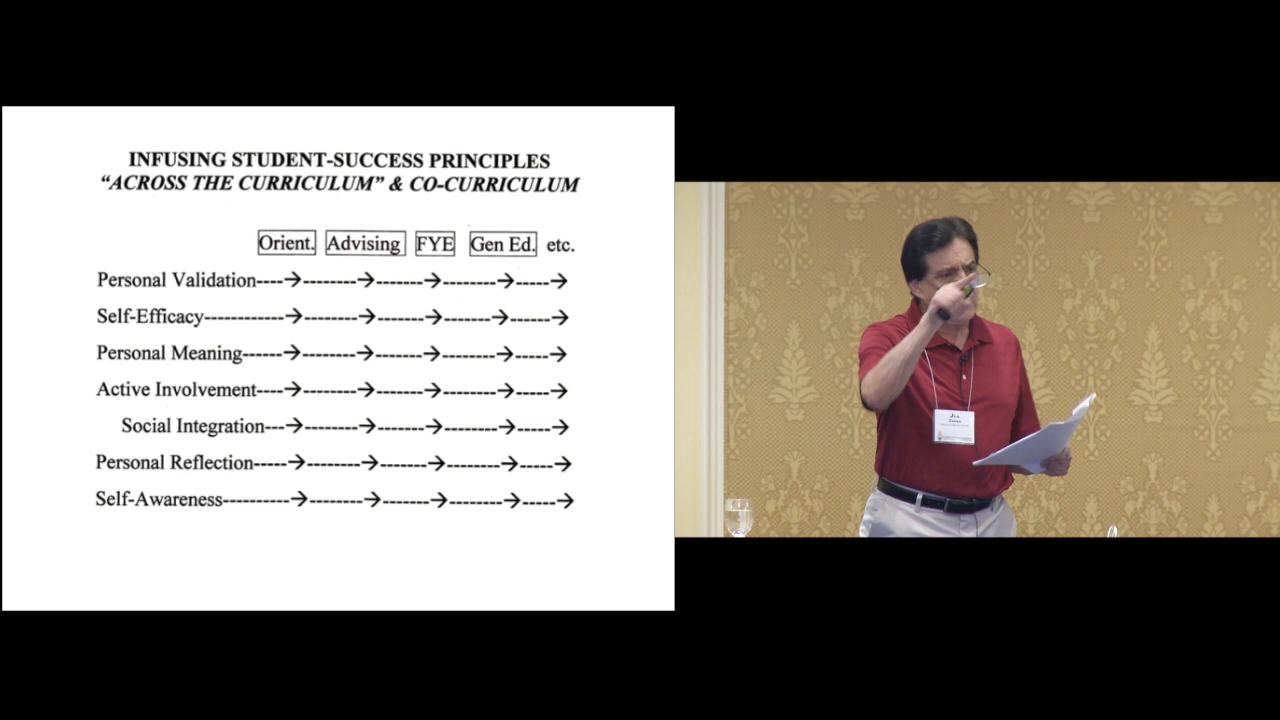 INFUSING STUDENT-SUCCESS PRINCIPLES
“ACROSS THE CURRICULUM” & CO-CURRICULUM
Orient. Advising FYE Gen Ed. etc.
Personal Validation----→--------→-------→--------→-----→
Self-Efficacy------------→--------→-------→-------→------→
Personal Meaning------→--------→-------→--------→-----→
Active Involvement----→--------→-------→--------→-----→
Social Integration---→--------→-------→--------→-----→
Personal Reflection-----→--------→-------→--------→-----→
Self-Awareness----------→--------→-------→--------→-----→